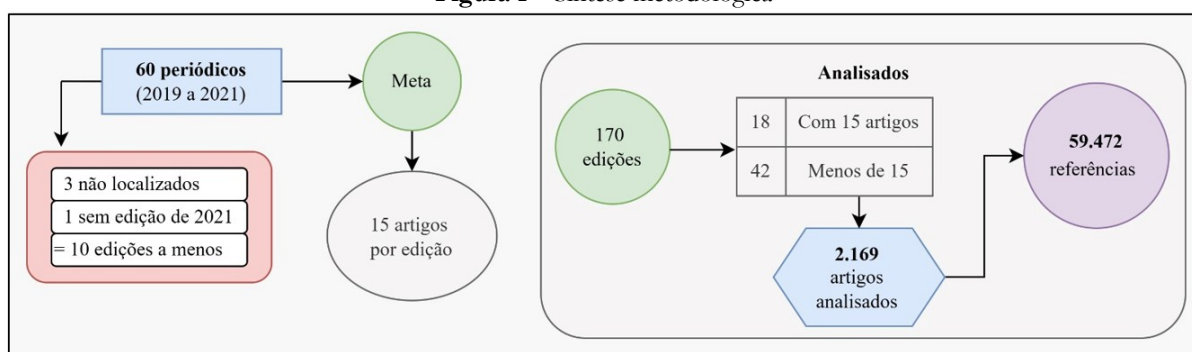 Figura 1 – Síntese metodológica
60 periódicos
(2019 a 2021)
Meta
3 não localizados
1 sem edição de 2021
= 10 edições a menos
15 artigos
por edição
Analisados
170
edições
18 Com 15 artigos
42 Menos de 15
59.472
referências
2.169
artigos
analisados